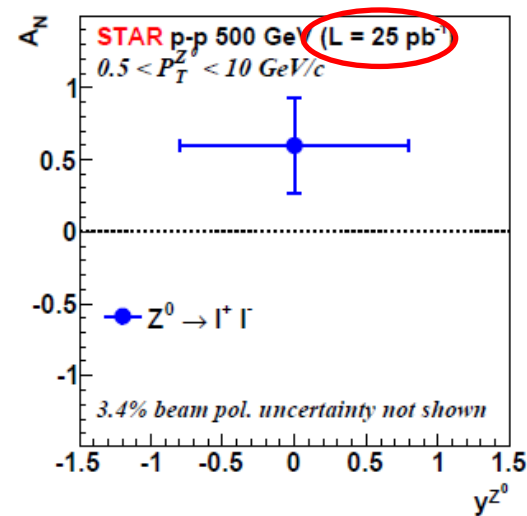 A_N
STAR p-p 500 GeV (L = 25 pb⁻¹)
0.5 < P_T^{Z⁰} < 10 GeV/c
1
0.5
0
-0.5
Z⁰ → l⁺ l⁻
-1
3.4% beam pol. uncertainty not shown
-1.5 -1 -0.5 0 0.5 1 1.5
y^{Z⁰}